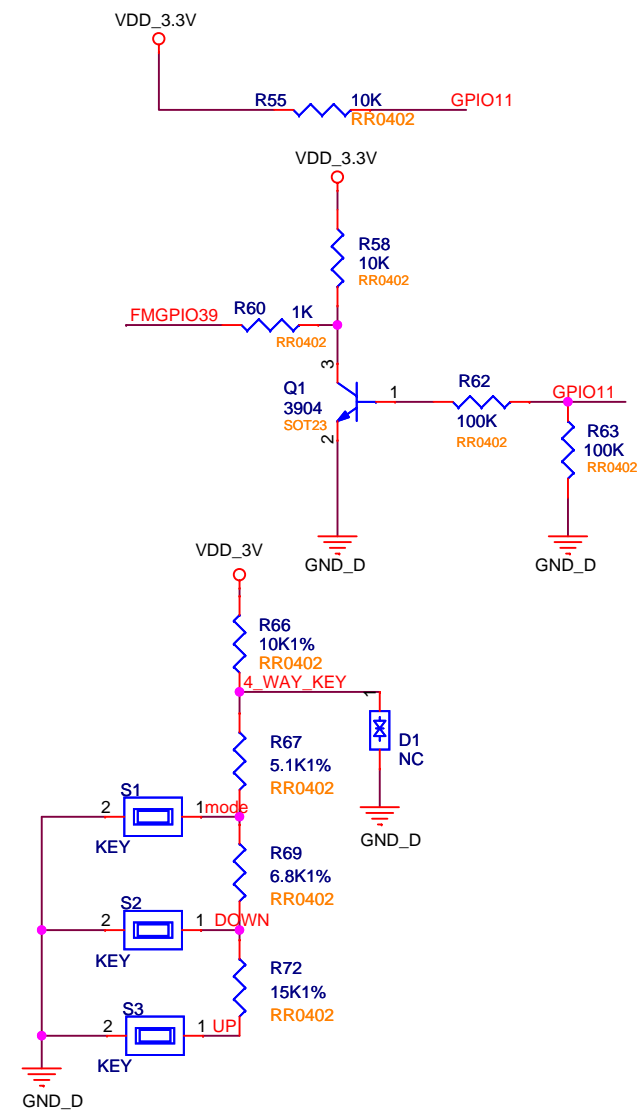 VDD_3.3V
R55
10K
GPIO11
RR0402
VDD_3.3V
R58
10K
RR0402
FMGPIO39
R60
1K
RR0402
3
Q1
3904
SOT23
2
1
R62
100K
RR0402
GPIO11
R63
100K
RR0402
GND_D
GND_D
VDD_3V
R66
10K1%
RR0402
4_WAY_KEY
1
D1
NC
GND_D
R67
5.1K1%
RR0402
S1
2
1
mode
KEY
R69
6.8K1%
RR0402
S2
2
1
DOWN
KEY
R72
15K1%
RR0402
S3
2
1
UP
KEY
GND_D